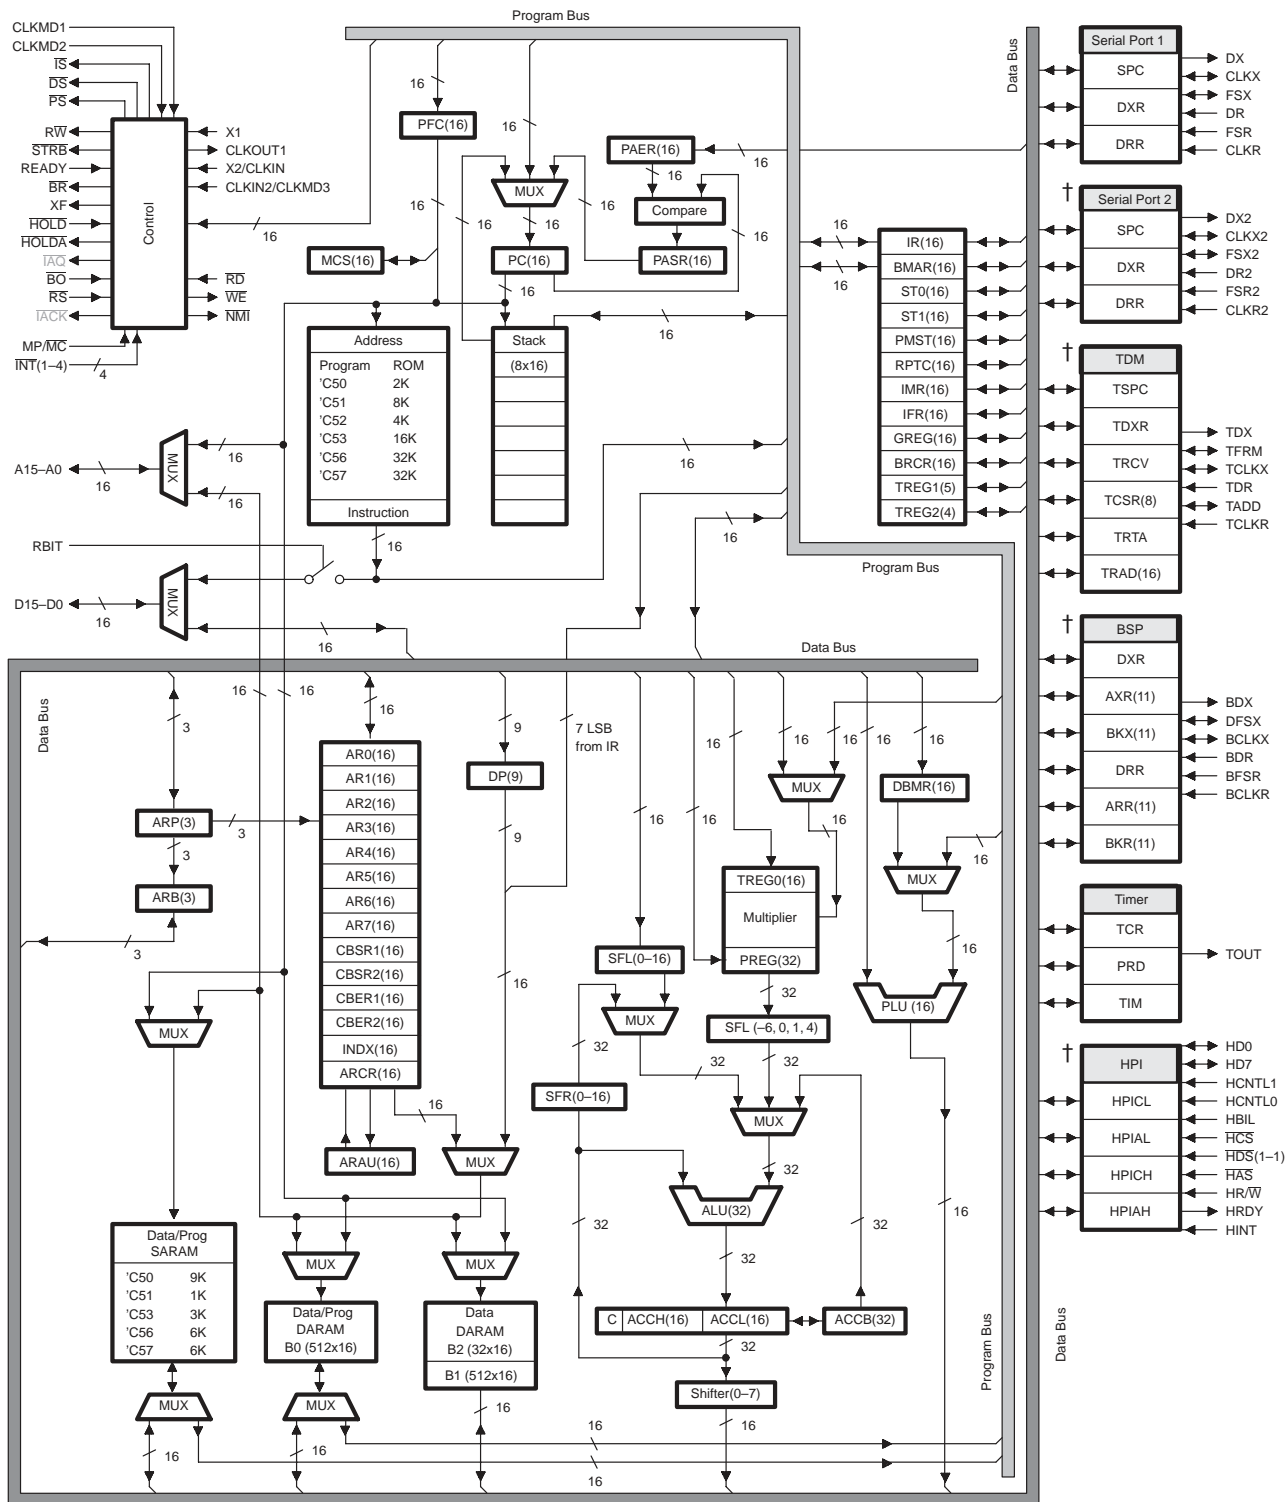 Program Bus
CLKMD1
CLKMD2
IS
DS
PS
RW
STRB
READY
BR
XF
HOLD
HOLDA
IAQ
BO
RS
IACK
MP/MC
INT(1–4)
4
Control
X1
CLKOUT1
X2/CLKIN
CLKIN2/CLKMD3
16
RD
WE
NMI
16
PFC(16)
16
MCS(16)
16
MUX
16
16
16
PC(16)
16
PAER(16)
16
16
Compare
PASR(16)
16
Address
Program ROM
'C50 2K
'C51 8K
'C52 4K
'C53 16K
'C56 32K
'C57 32K
Instruction
16
Stack
(8x16)
16
16
16
16
16
IR(16)
BMAR(16)
ST0(16)
ST1(16)
PMST(16)
RPTC(16)
IMR(16)
IFR(16)
GREG(16)
BRCR(16)
TREG1(5)
TREG2(4)
Program Bus
A15–A0
16
MUX
16
16
RBIT
D15–D0
16
MUX
16
Data Bus
Serial Port 1
SPC
DXR
DRR
DX
CLKX
FSX
DR
FSR
CLKR
†
Serial Port 2
SPC
DXR
DRR
DX2
CLKX2
FSX2
DR2
FSR2
CLKR2
†
TDM
TSPC
TDXR
TRCV
TCSR(8)
TRTA
TRAD(16)
TDX
TFRM
TCLKX
TDR
TADD
TCLKR
†
BSP
DXR
AXR(11)
BKX(11)
DRR
ARR(11)
BKR(11)
BDX
DFSX
BCLKX
BDR
BFSR
BCLKR
Timer
TCR
PRD
TIM
TOUT
†
HPI
HPICL
HPIAL
HPICH
HPIAH
HD0
HD7
HCNTL1
HCNTL0
HBIL
HCS
HDS(1–1)
HAS
HR/W
HRDY
HINT
Data Bus
Data Bus
3
16
16
16
9
7 LSB
from IR
16
16
16
16
16
16
ARP(3)
3
3
ARB(3)
3
AR0(16)
AR1(16)
AR2(16)
AR3(16)
AR4(16)
AR5(16)
AR6(16)
AR7(16)
CBSR1(16)
CBSR2(16)
CBER1(16)
CBER2(16)
INDX(16)
ARCR(16)
DP(9)
9
16
MUX
16
DBMR(16)
16
16
16
MUX
16
TREG0(16)
Multiplier
PREG(32)
SFL(0–16)
MUX
32
SFL (–6, 0, 1, 4)
PLU (16)
MUX
32
32
32
SFR(0–16)
MUX
16
ARAU(16)
MUX
32
ALU(32)
32
32
32
16
Data/Prog
SARAM
'C50 9K
'C51 1K
'C53 3K
'C56 6K
'C57 6K
MUX
Data/Prog
DARAM
B0 (512x16)
MUX
Data
DARAM
B2 (32x16)
B1 (512x16)
C ACCH(16) ACCL(16)
ACCB(32)
32
Shifter(0–7)
MUX
MUX
16
16
16
16
16
16
Program Bus
Data Bus